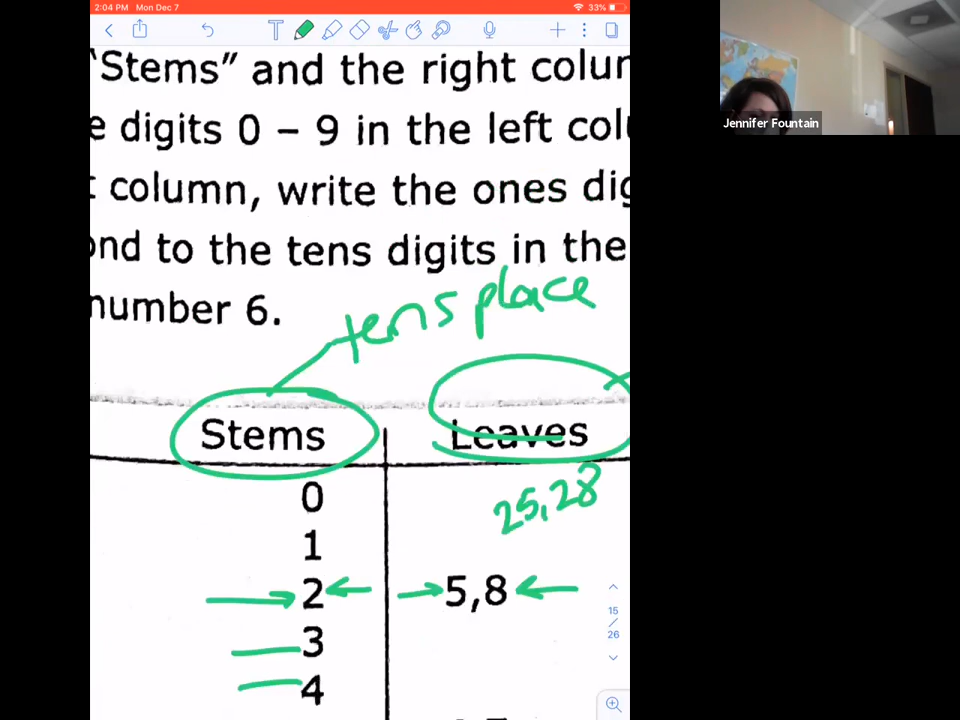 2:04 PM Mon Dec 7
33%
"Stems" and the right colun
e digits 0 – 9 in the left colu
t column, write the ones dig
ond to the tens digits in the
number 6.
tens place
Stems Leaves
0
25,28
1
2 5,8
3
4
15
/
26
Jennifer Fountain